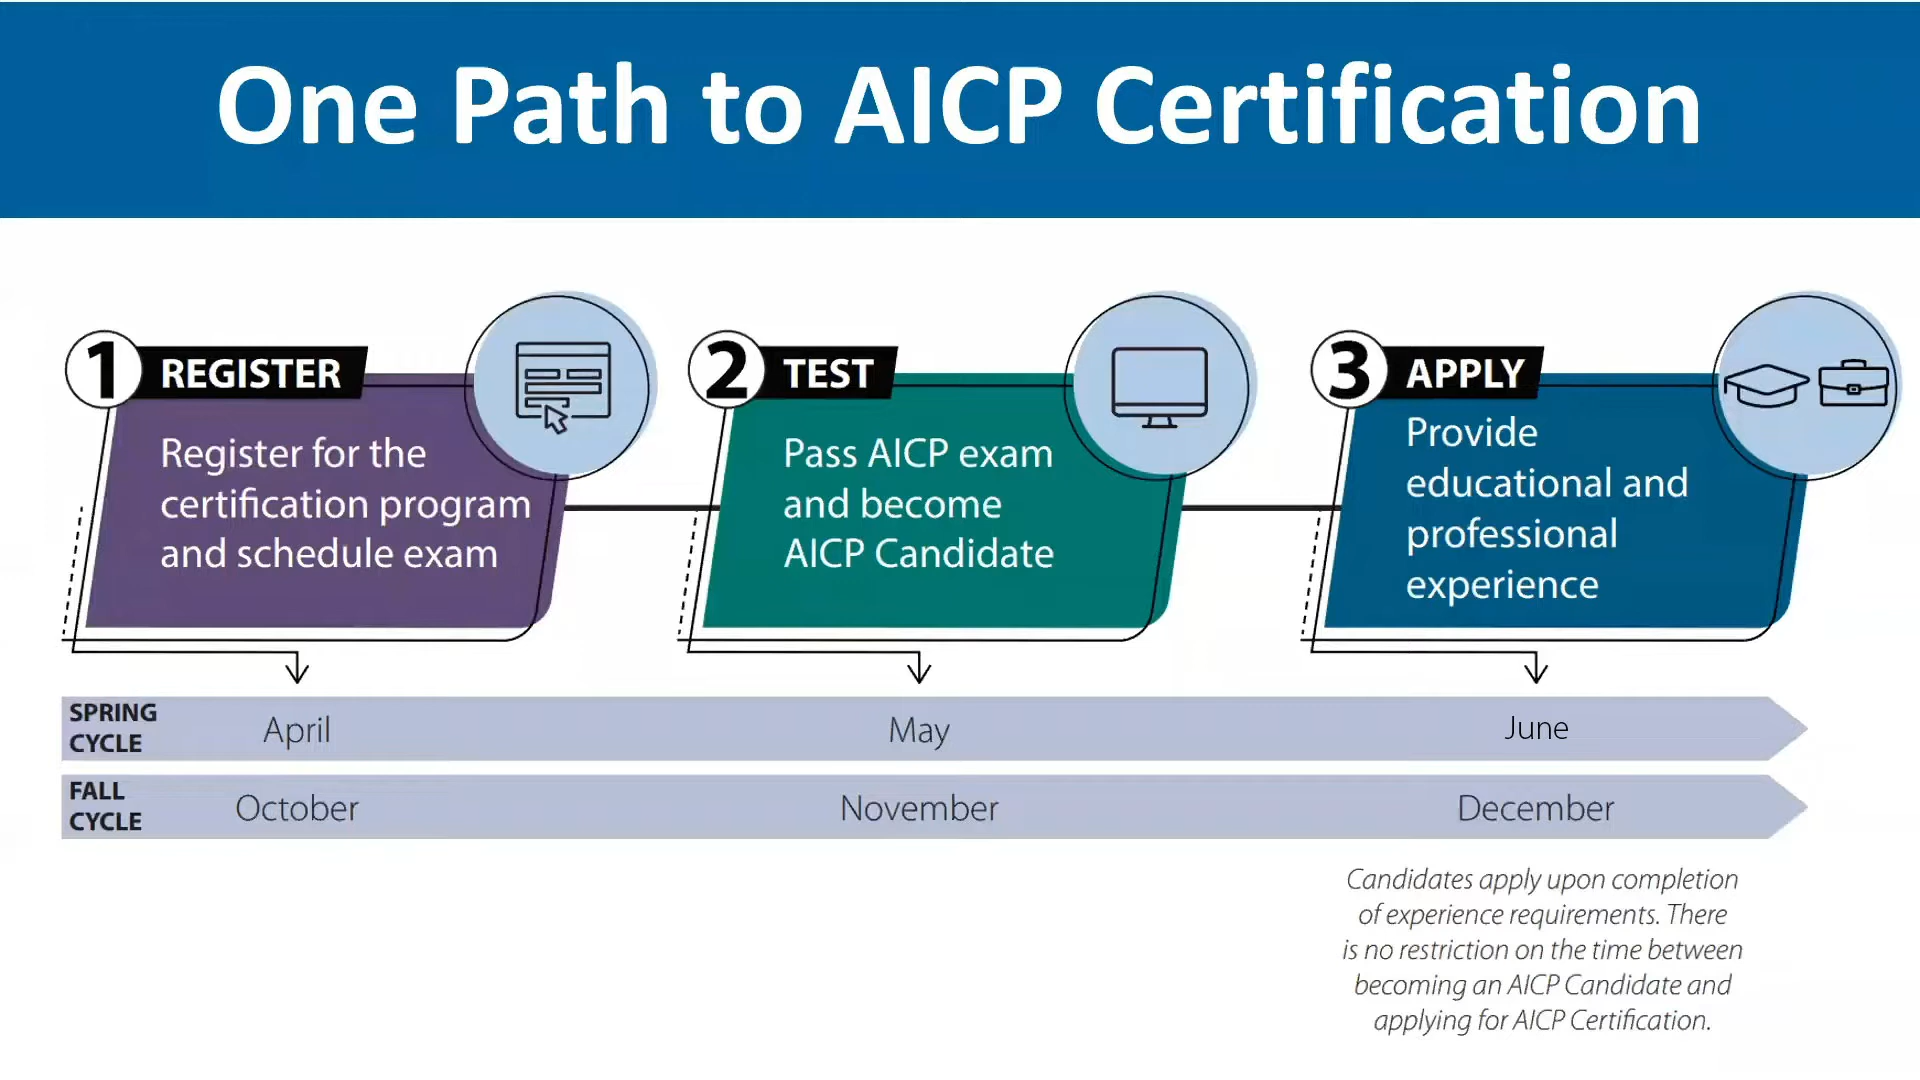 One Path to AICP Certification
1 REGISTER
Register for the
certification program
and schedule exam
2 TEST
Pass AICP exam
and become
AICP Candidate
3 APPLY
Provide
educational and
professional
experience
SPRING
CYCLE
April
May
June
FALL
CYCLE
October
November
December
Candidates apply upon completion
of experience requirements. There
is no restriction on the time between
becoming an AICP Candidate and
applying for AICP Certification.